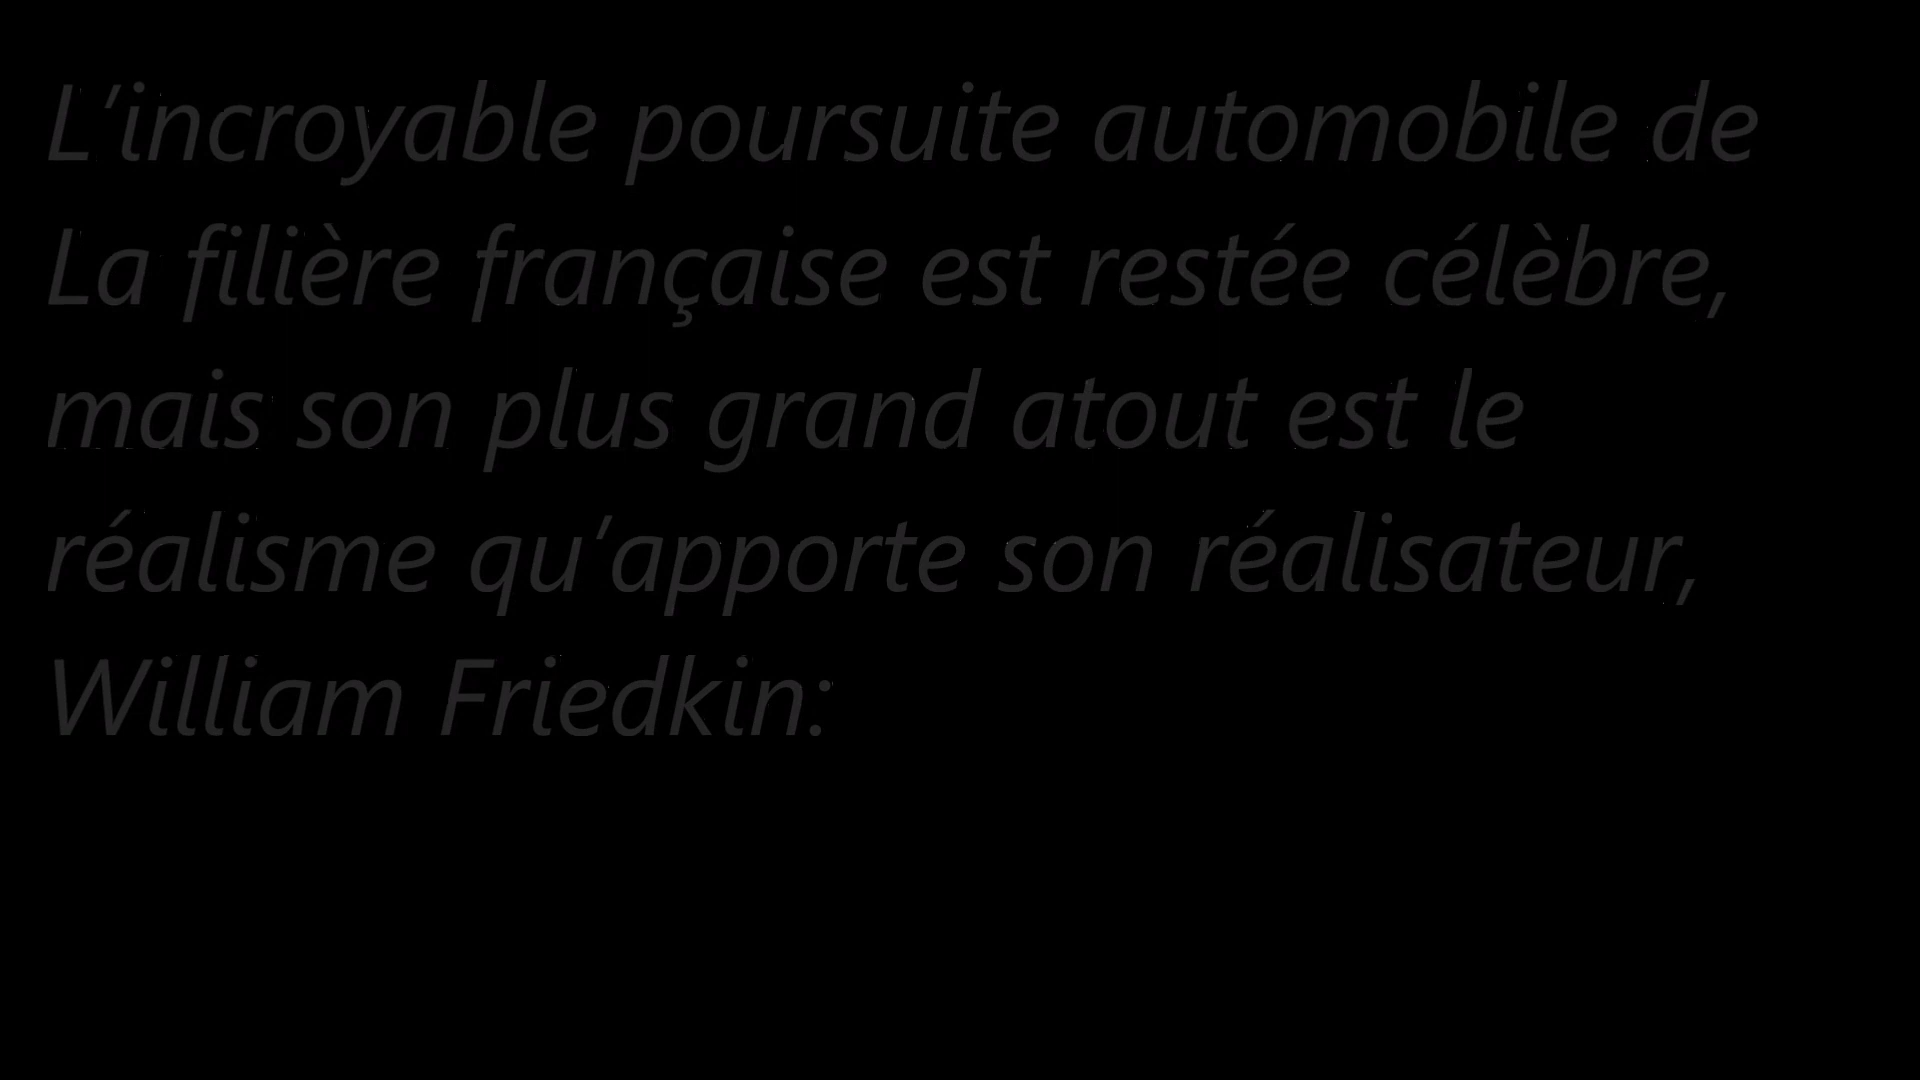 L’incroyable poursuite automobile de
La filière française est restée célèbre,
mais son plus grand atout est le
réalisme qu’apporte son réalisateur,
William Friedkin: